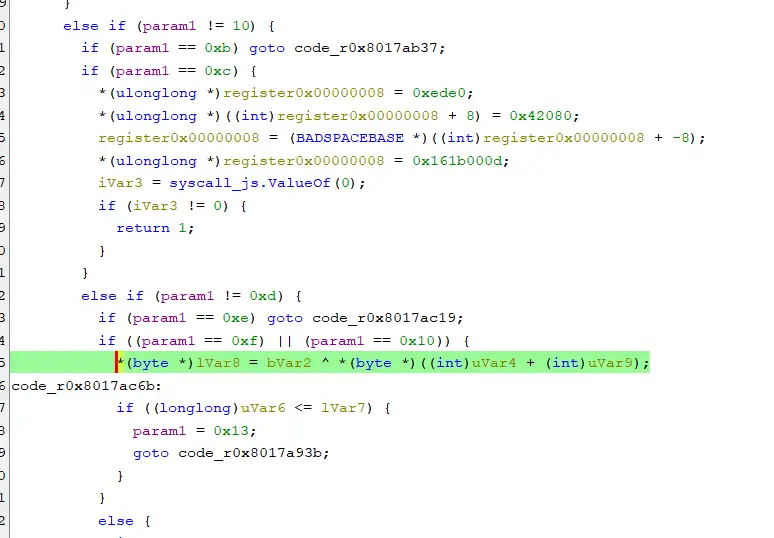 9 }
0 else if (param1 != 10) {
1 if (param1 == 0xb) goto code_r0x8017ab37;
2 if (param1 == 0xc) {
3 *(ulonglong *)register0x00000008 = 0xede0;
4 *(ulonglong *)((int)register0x00000008 + 8) = 0x42080;
5 register0x00000008 = (BADSPACEBASE *)((int)register0x00000008 + -8);
6 *(ulonglong *)register0x00000008 = 0x161b000d;
7 iVar3 = syscall_js.ValueOf(0);
8 if (iVar3 != 0) {
9 return 1;
0 }
1 }
2 else if (param1 != 0xd) {
3 if (param1 == 0xe) goto code_r0x8017ac19;
4 if ((param1 == 0xf) || (param1 == 0x10)) {
5 *(byte *)lVar8 = bVar2 ^ *(byte *)((int)uVar4 + (int)uVar9);
6 code_r0x8017ac6b:
7 if ((longlong)uVar6 <= lVar7) {
8 param1 = 0x13;
9 goto code_r0x8017a93b;
0 }
1 }
2 else {